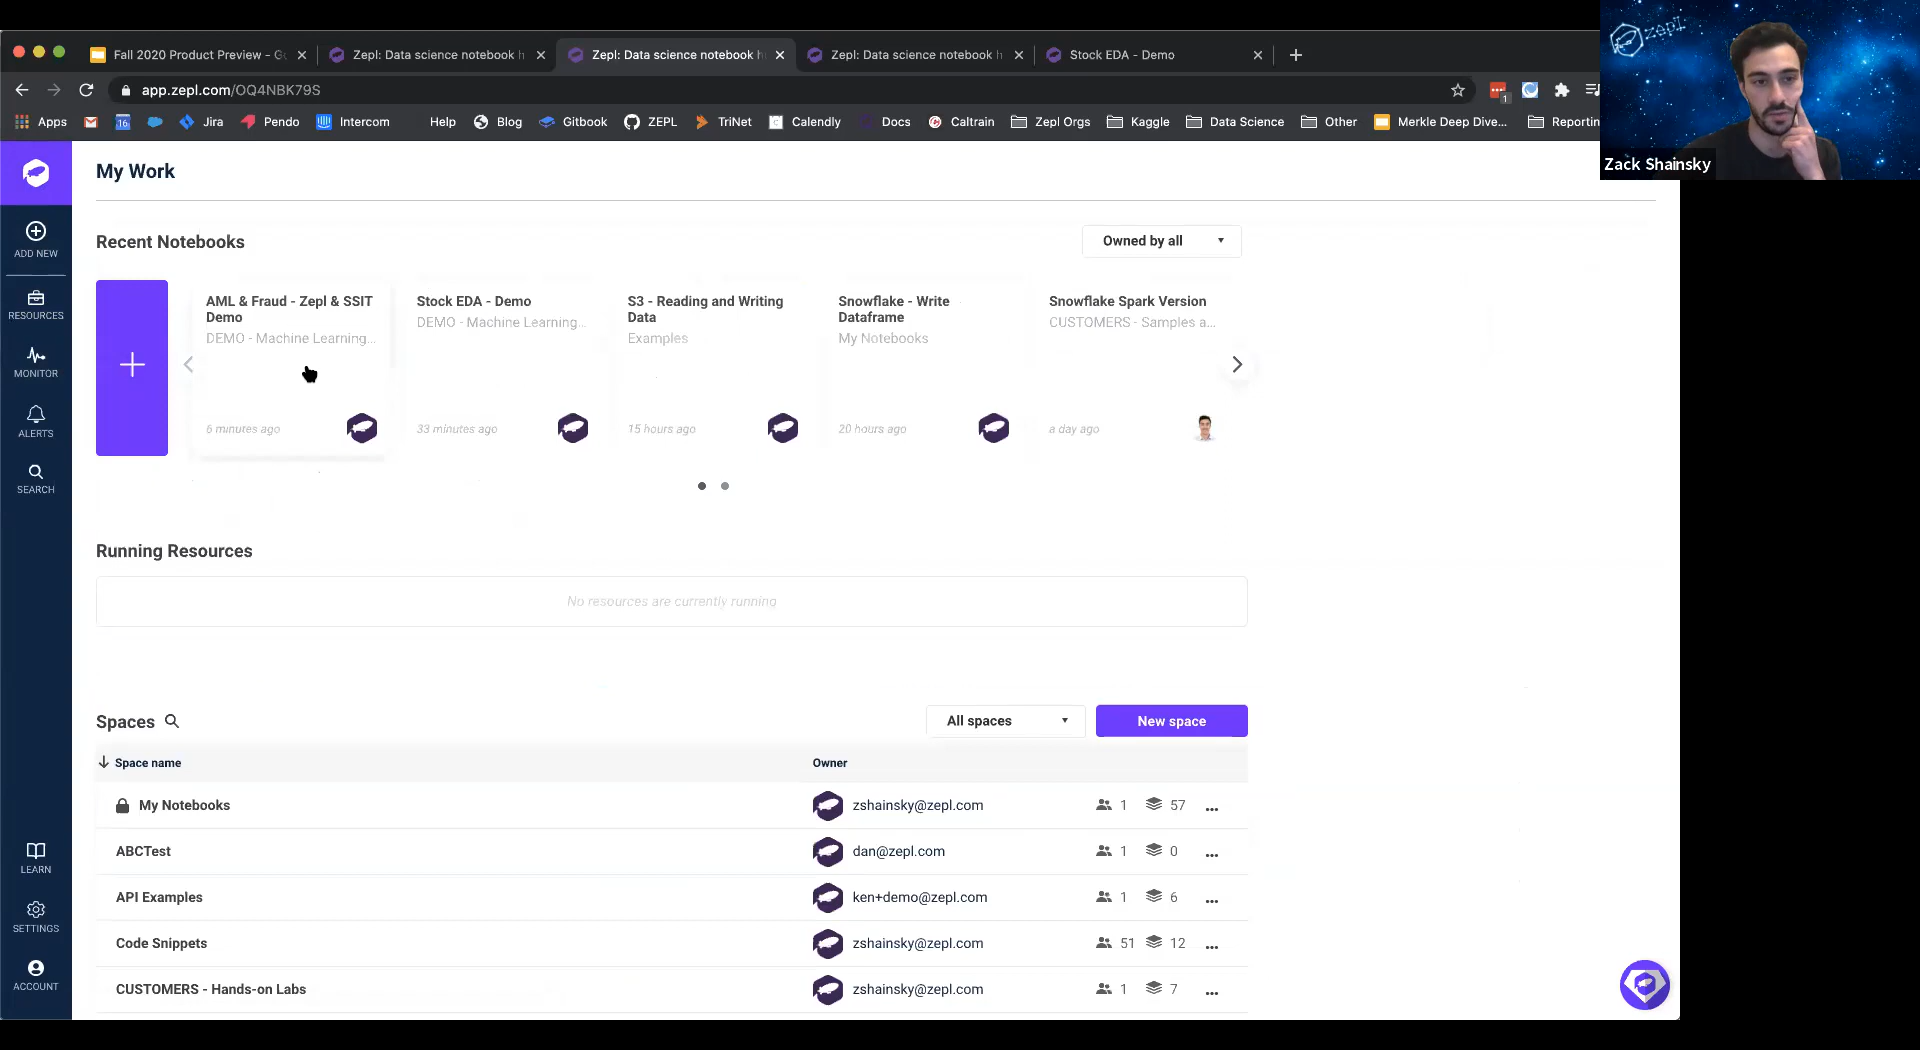 Fall 2020 Product Preview - G
Zepl: Data science notebook h
Zepl: Data science notebook h
Zepl: Data science notebook h
Stock EDA - Demo
app.zepl.com/OQ4NBK79S
1
Apps
16
Jira
Pendo
Intercom
Help
Blog
Gitbook
ZEPL
TriNet
Calendly
Docs
Caltrain
Zepl Orgs
Kaggle
Data Science
Other
Merkle Deep Dive...
Reportin
zepl
Zack Shainsky
My Work
ADD NEW
RESOURCES
MONITOR
ALERTS
SEARCH
LEARN
SETTINGS
ACCOUNT
Recent Notebooks
Owned by all
AML & Fraud - Zepl & SSIT
Demo
DEMO - Machine Learning...
6 minutes ago
Stock EDA - Demo
DEMO - Machine Learning...
33 minutes ago
S3 - Reading and Writing
Data
Examples
15 hours ago
Snowflake - Write
Dataframe
My Notebooks
20 hours ago
Snowflake Spark Version
CUSTOMERS - Samples a...
a day ago
Running Resources
No resources are currently running
Spaces
All spaces
New space
Space name
Owner
My Notebooks
zshainsky@zepl.com
1
57
...
ABCTest
dan@zepl.com
1
0
...
API Examples
ken+demo@zepl.com
1
6
...
Code Snippets
zshainsky@zepl.com
51
12
...
CUSTOMERS - Hands-on Labs
zshainsky@zepl.com
1
7
...